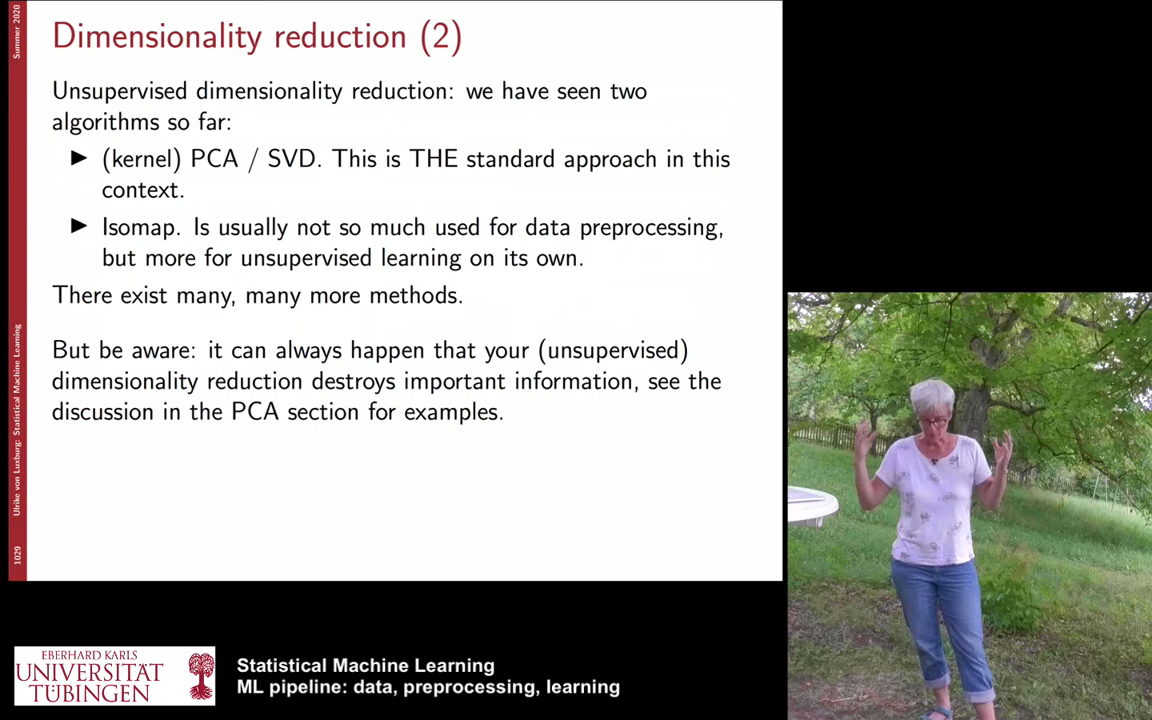 Dimensionality reduction (2)
Unsupervised dimensionality reduction: we have seen two
algorithms so far:
▶ (kernel) PCA / SVD. This is THE standard approach in this
context.
▶ Isomap. Is usually not so much used for data preprocessing,
but more for unsupervised learning on its own.
There exist many, many more methods.
But be aware: it can always happen that your (unsupervised)
dimensionality reduction destroys important information, see the
discussion in the PCA section for examples.
Summer 2020
Ulrike von Luxburg: Statistical Machine Learning
1029
EBERHARD KARLS
UNIVERSITÄT
TÜBINGEN
Statistical Machine Learning
ML pipeline: data, preprocessing, learning